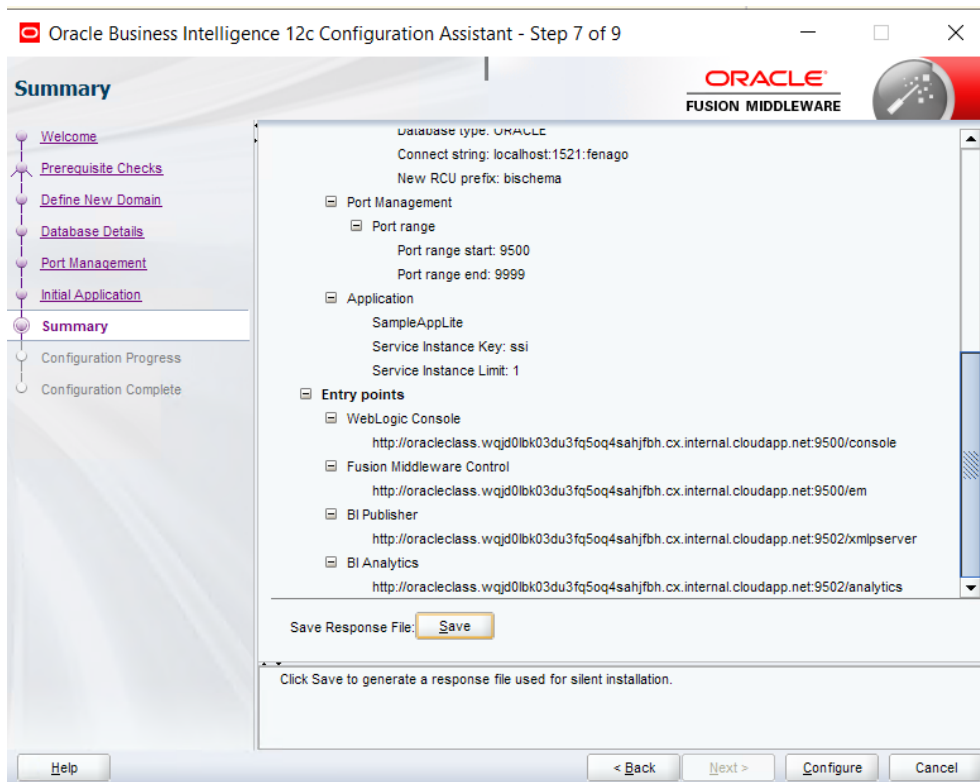 Oracle Business Intelligence 12c Configuration Assistant - Step 7 of 9
Summary
ORACLE
FUSION MIDDLEWARE
Welcome
Prerequisite Checks
Define New Domain
Database Details
Port Management
Initial Application
Summary
Configuration Progress
Configuration Complete
Database type: ORACLE
Connect string: localhost:1521:fenago
New RCU prefix: bischema
Port Management
Port range
Port range start: 9500
Port range end: 9999
Application
SampleAppLite
Service Instance Key: ssi
Service Instance Limit: 1
Entry points
WebLogic Console
http://oracleclass.wqjd0lbk03du3fq5oq4sahjfbh.cx.internal.cloudapp.net:9500/console
Fusion Middleware Control
http://oracleclass.wqjd0lbk03du3fq5oq4sahjfbh.cx.internal.cloudapp.net:9500/em
BI Publisher
http://oracleclass.wqjd0lbk03du3fq5oq4sahjfbh.cx.internal.cloudapp.net:9502/xmlpserver
BI Analytics
http://oracleclass.wqjd0lbk03du3fq5oq4sahjfbh.cx.internal.cloudapp.net:9502/analytics
Save Response File: Save
Click Save to generate a response file used for silent installation.
Help < Back Next > Configure Cancel